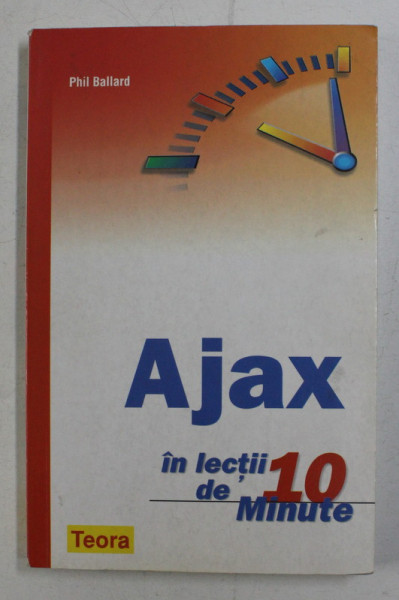 Phil Ballard
Ajax
în lecții
de 10
Minute
Teora